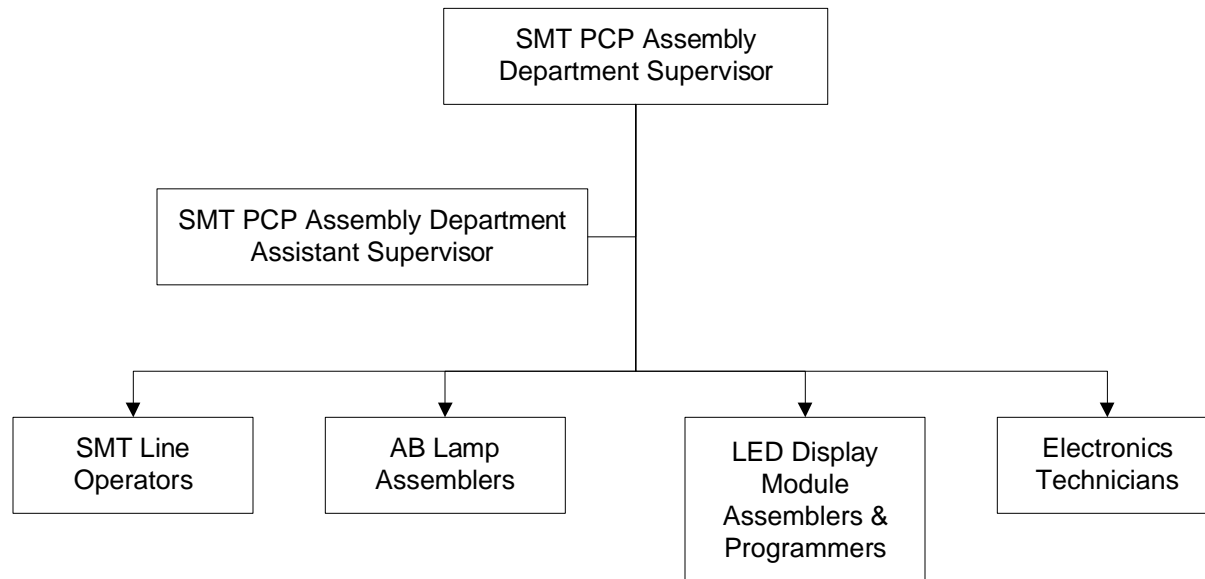 SMT PCP Assembly
Department Supervisor
SMT PCP Assembly Department
Assistant Supervisor
SMT Line
Operators
AB Lamp
Assemblers
LED Display
Module
Assemblers &
Programmers
Electronics
Technicians